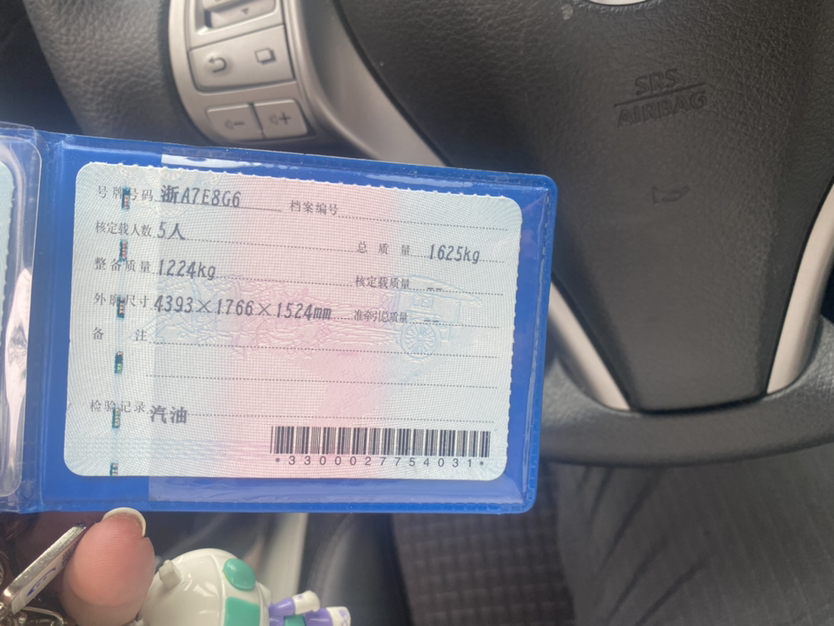 SRS
AIRBAG
号牌号码 浙A7E8G6 档案编号
核定载人数 5人 总质量 1625kg
整备质量 1224kg 核定载质量 --
外廓尺寸 4393×1766×1524mm 准牵引总质量 --
备注
检验记录 汽油
*3300027754031*